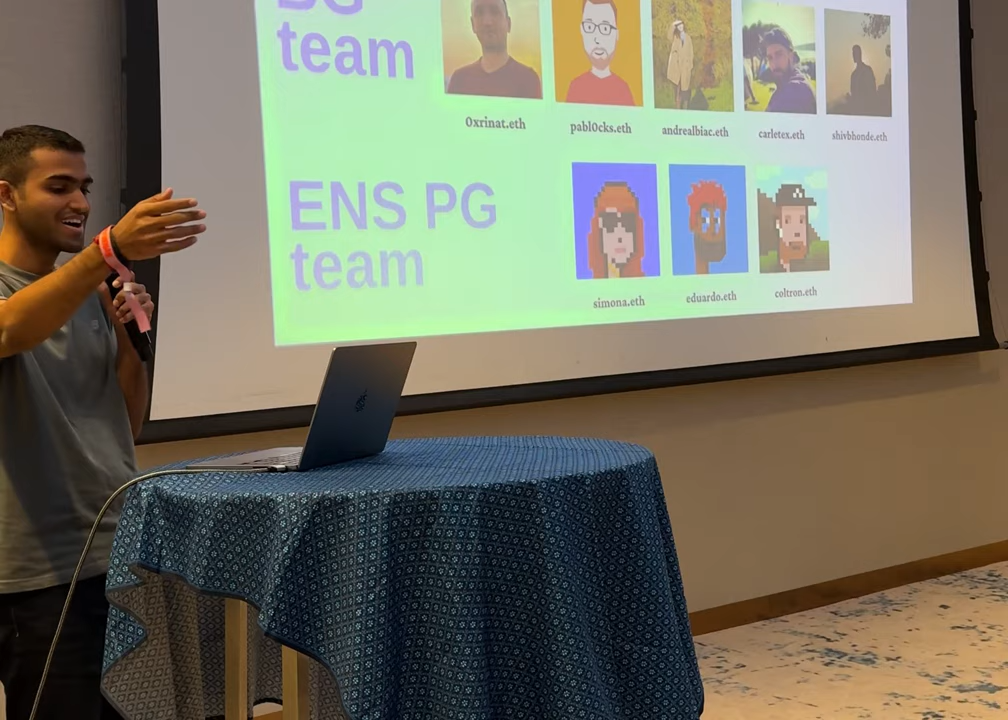 BG
team
0xrinat.eth
pabl0cks.eth
andrealbiac.eth
carletex.eth
shivbhonde.eth
ENS PG
team
simona.eth
eduardo.eth
coltron.eth